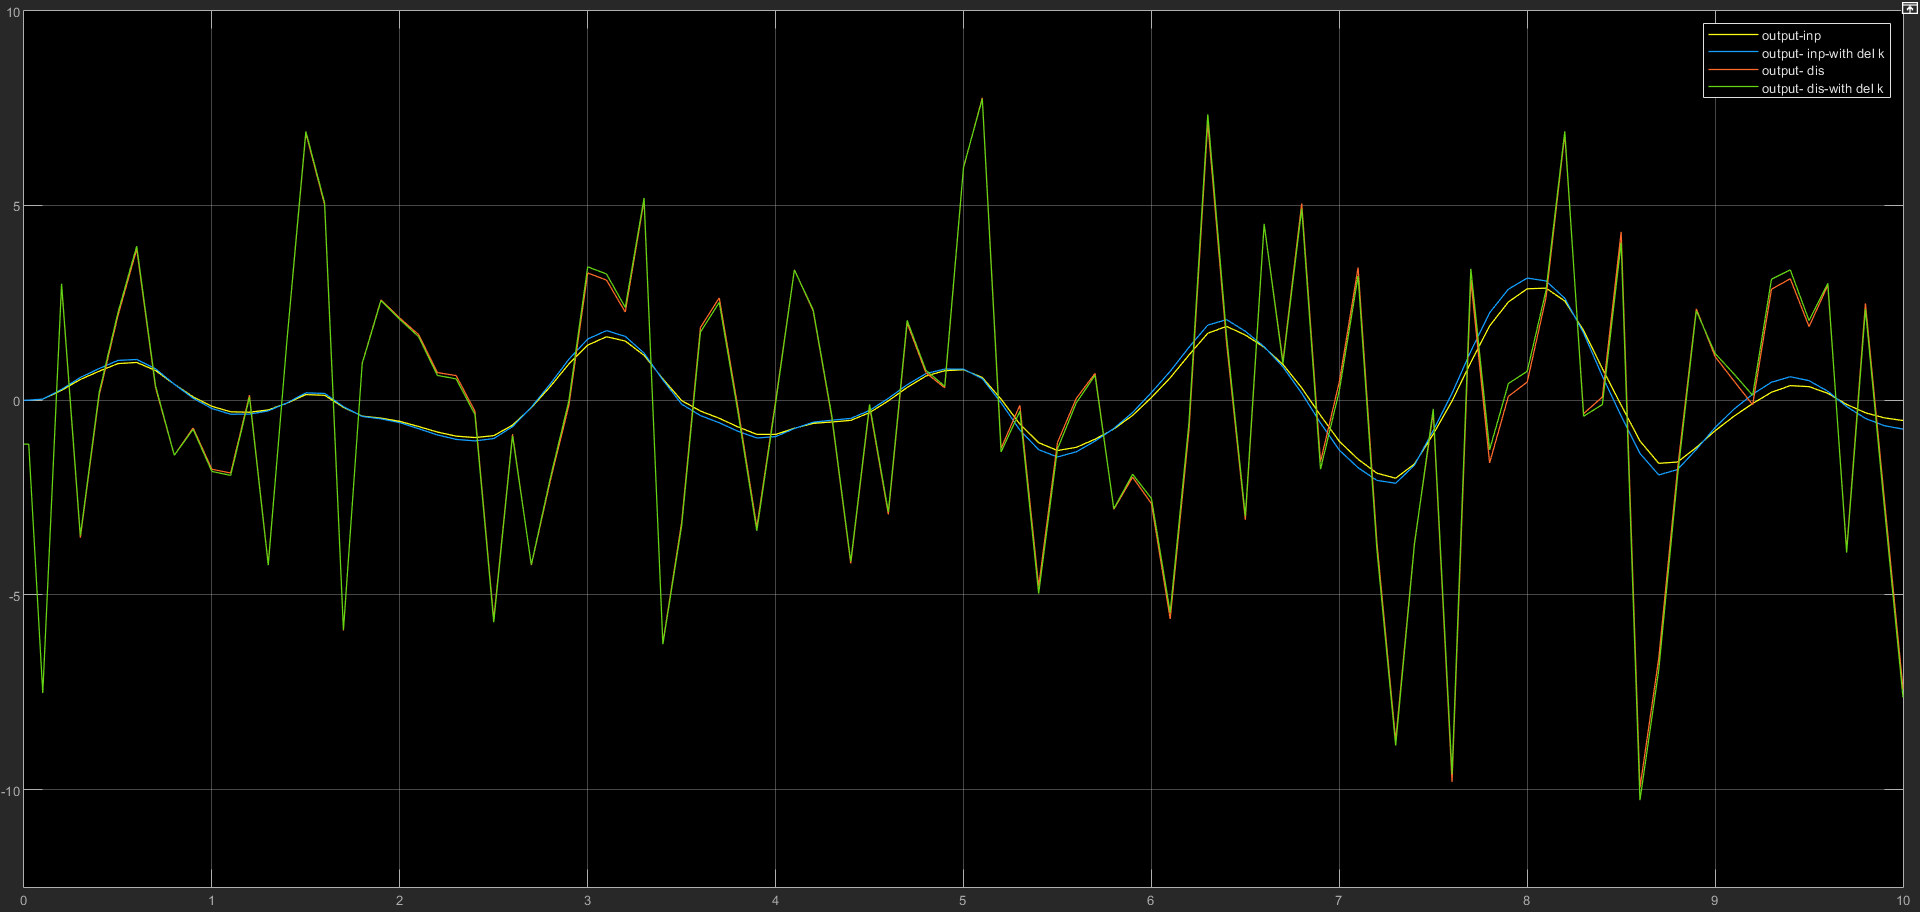 10
5
0
-5
-10
0 1 2 3 4 5 6 7 8 9 10
output-inp
output- inp-with del k
output- dis
output- dis-with del k